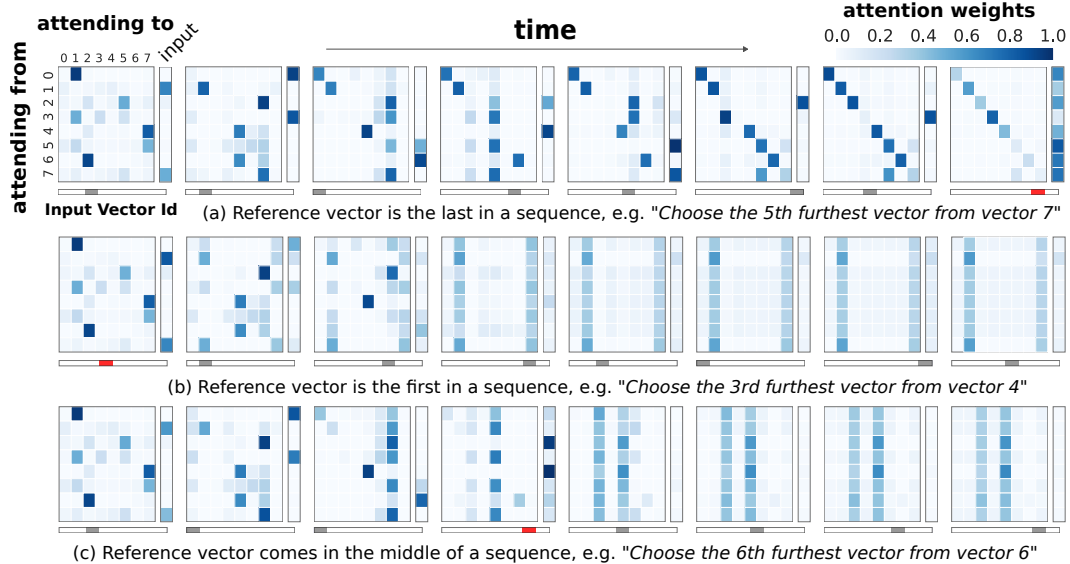 attending to
input
time
attention weights
0.0 0.2 0.4 0.6 0.8 1.0
0 1 2 3 4 5 6 7
attending from
0
1
2
3
4
5
6
7
Input Vector Id
(a) Reference vector is the last in a sequence, e.g. "Choose the 5th furthest vector from vector 7"
(b) Reference vector is the first in a sequence, e.g. "Choose the 3rd furthest vector from vector 4"
(c) Reference vector comes in the middle of a sequence, e.g. "Choose the 6th furthest vector from vector 6"